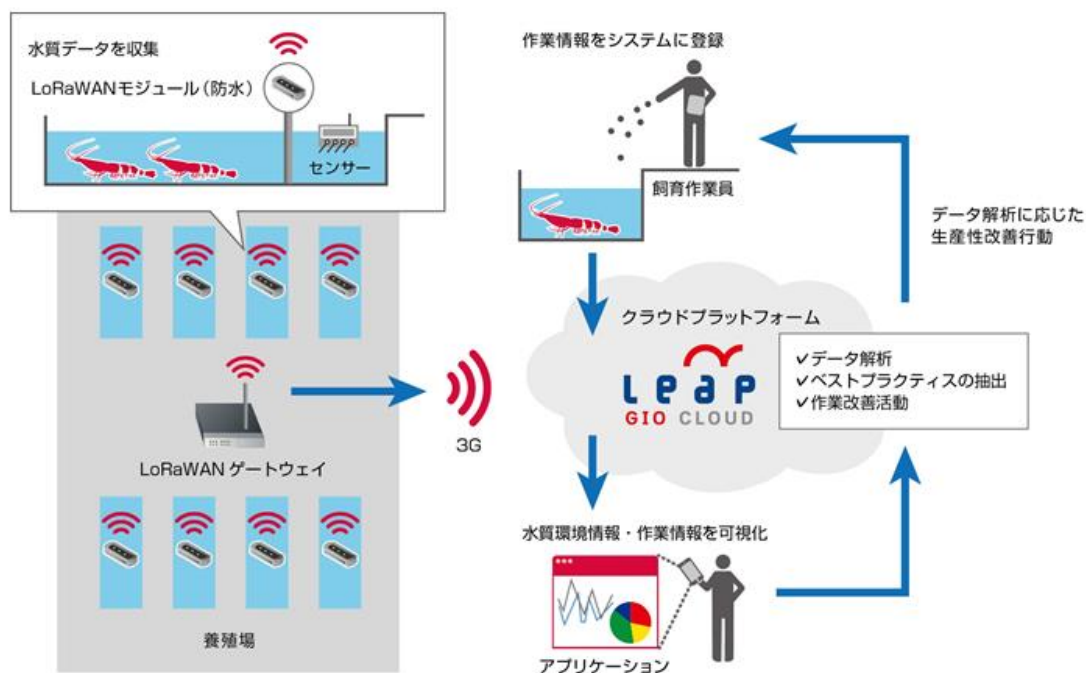 水質データを収集
LoRaWANモジュール(防水)
センサー
LoRaWAN ゲートウェイ
養殖場
3G
作業情報をシステムに登録
飼育作業員
クラウドプラットフォーム
LEAP
GIO CLOUD
✓データ解析
✓ベストプラクティスの抽出
✓作業改善活動
データ解析に応じた
生産性改善行動
水質環境情報・作業情報を可視化
アプリケーション